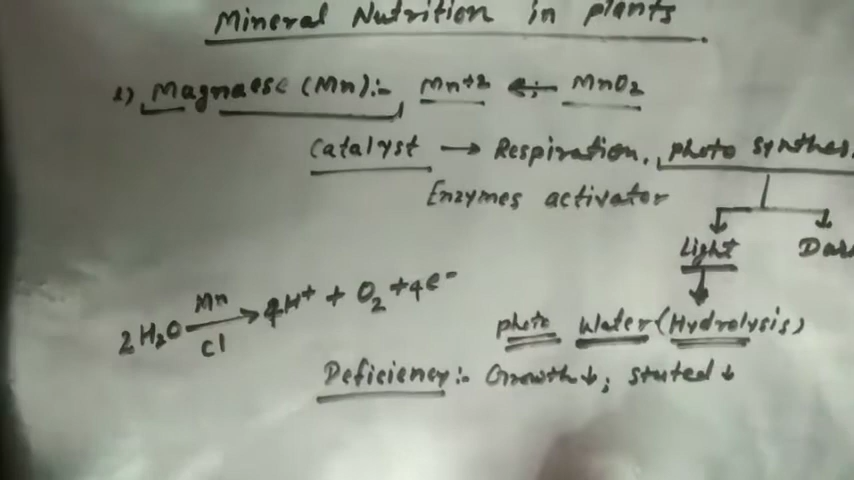 Mineral Nutrition in plants
1) Magnaese (Mn):- Mn+2 ← MnO2
Catalyst → Respiration, photo synthes
Enzymes activator
Light Dar
2H2O Mn Cl → 4H+ + O2 + 4e-
photo Water (Hydrolysis)
Deficiency:- Growth↓; stuted ↓